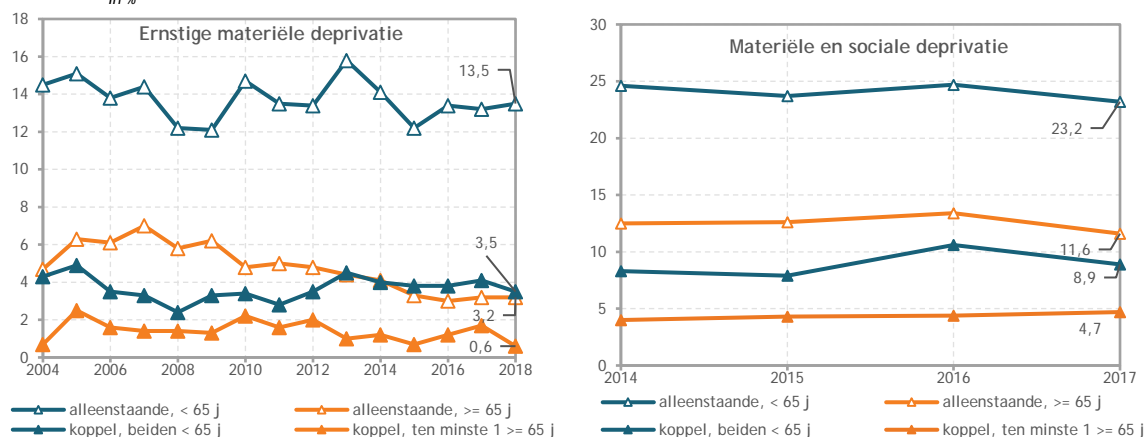 in %
Ernstige materiële deprivatie
18
16
14
12
10
8
6
4
2
0
13,5
3,5
3,2
0,6
2004 2006 2008 2010 2012 2014 2016 2018
alleenstaande, < 65 j alleenstaande, >= 65 j
koppel, beiden < 65 j koppel, ten minste 1 >= 65 j
Materiële en sociale deprivatie
30
25
20
15
10
5
0
23,2
11,6
8,9
4,7
2014 2015 2016 2017
alleenstaande, < 65 j alleenstaande, >= 65 j
koppel, beiden < 65 j koppel, ten minste 1 >= 65 j